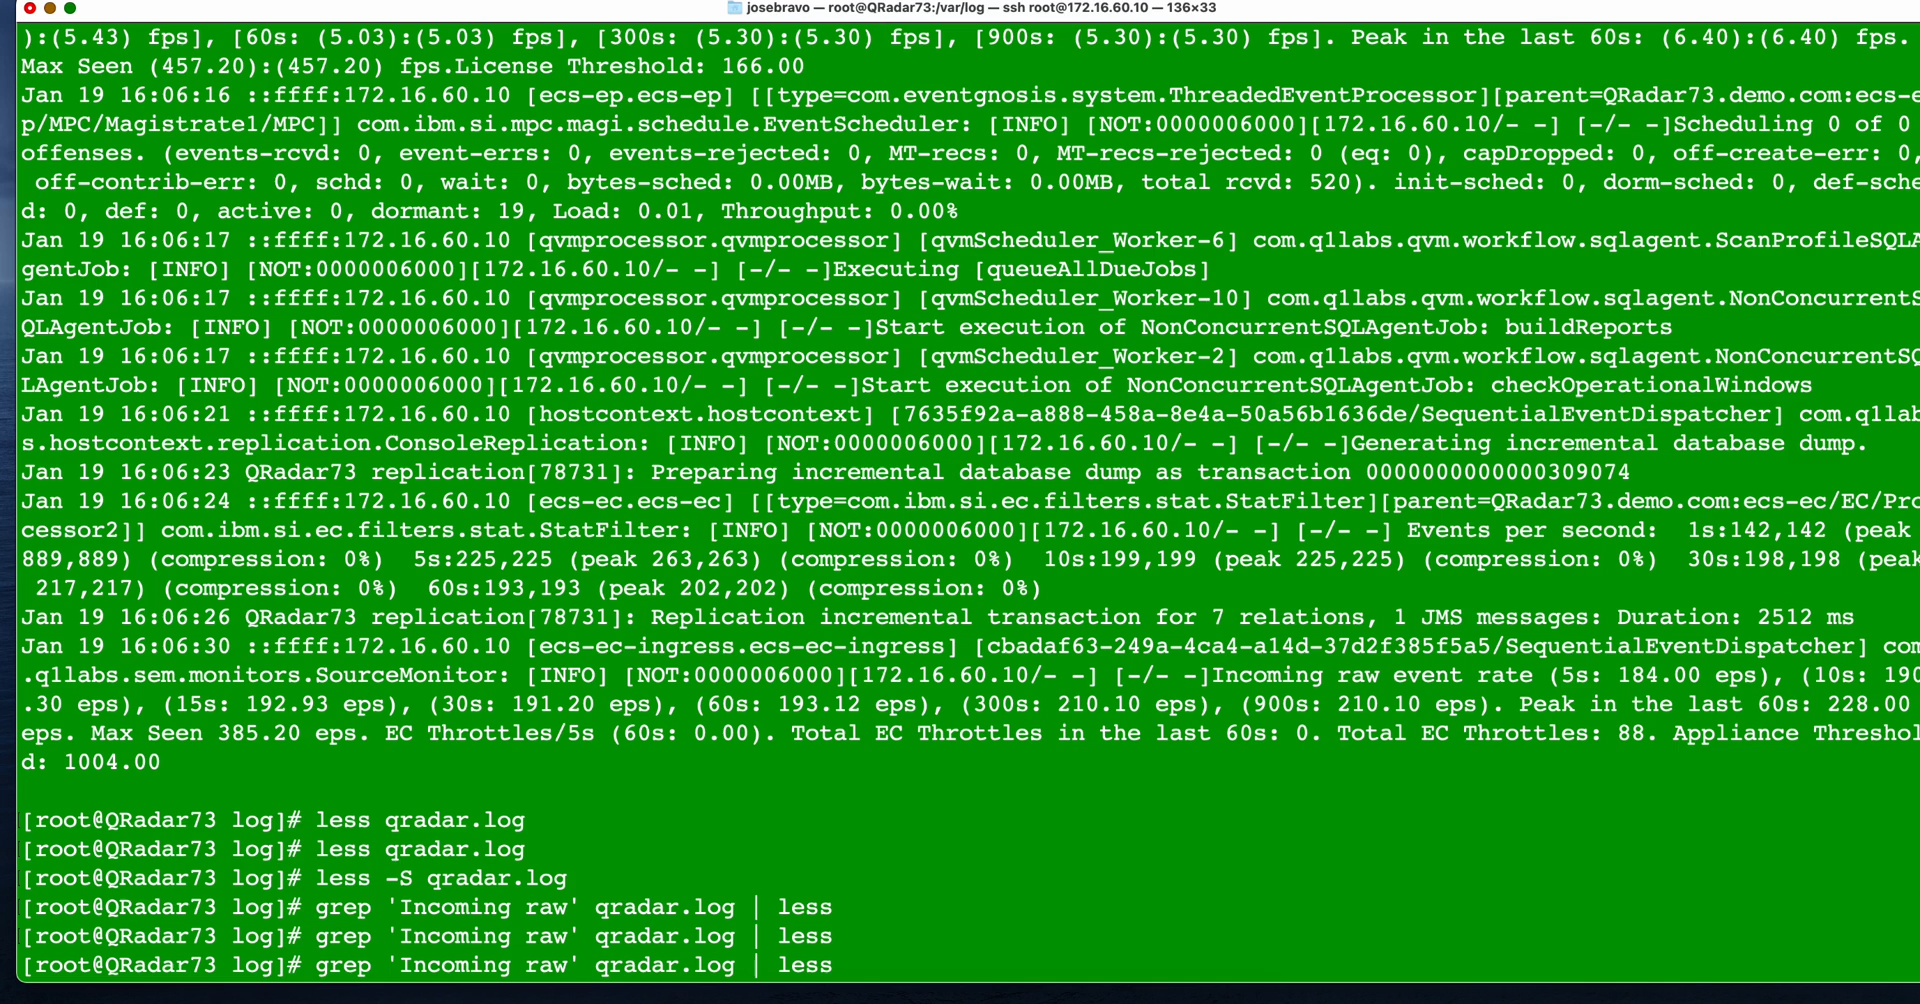 josebravo — root@QRadar73:/var/log — ssh root@172.16.60.10 — 136×33
):(5.43) fps], [60s: (5.03):(5.03) fps], [300s: (5.30):(5.30) fps], [900s: (5.30):(5.30) fps]. Peak in the last 60s: (6.40):(6.40) fps.
Max Seen (457.20):(457.20) fps.License Threshold: 166.00
Jan 19 16:06:16 ::ffff:172.16.60.10 [ecs-ep.ecs-ep] [[type=com.eventgnosis.system.ThreadedEventProcessor][parent=QRadar73.demo.com:ecs-e
p/MPC/Magistrate1/MPC]] com.ibm.si.mpc.magi.schedule.EventScheduler: [INFO] [NOT:0000006000][172.16.60.10/- -] [-/- -]Scheduling 0 of 0
offenses. (events-rcvd: 0, event-errs: 0, events-rejected: 0, MT-recs: 0, MT-recs-rejected: 0 (eq: 0), capDropped: 0, off-create-err: 0,
off-contrib-err: 0, schd: 0, wait: 0, bytes-sched: 0.00MB, bytes-wait: 0.00MB, total rcvd: 520). init-sched: 0, dorm-sched: 0, def-sche
d: 0, def: 0, active: 0, dormant: 19, Load: 0.01, Throughput: 0.00%
Jan 19 16:06:17 ::ffff:172.16.60.10 [qvmprocessor.qvmprocessor] [qvmScheduler_Worker-6] com.q1labs.qvm.workflow.sqlagent.ScanProfileSQLA
gentJob: [INFO] [NOT:0000006000][172.16.60.10/- -] [-/- -]Executing [queueAllDueJobs]
Jan 19 16:06:17 ::ffff:172.16.60.10 [qvmprocessor.qvmprocessor] [qvmScheduler_Worker-10] com.q1labs.qvm.workflow.sqlagent.NonConcurrentS
QLAgentJob: [INFO] [NOT:0000006000][172.16.60.10/- -] [-/- -]Start execution of NonConcurrentSQLAgentJob: buildReports
Jan 19 16:06:17 ::ffff:172.16.60.10 [qvmprocessor.qvmprocessor] [qvmScheduler_Worker-2] com.q1labs.qvm.workflow.sqlagent.NonConcurrentSQ
LAgentJob: [INFO] [NOT:0000006000][172.16.60.10/- -] [-/- -]Start execution of NonConcurrentSQLAgentJob: checkOperationalWindows
Jan 19 16:06:21 ::ffff:172.16.60.10 [hostcontext.hostcontext] [7635f92a-a888-458a-8e4a-50a56b1636de/SequentialEventDispatcher] com.q1lab
s.hostcontext.replication.ConsoleReplication: [INFO] [NOT:0000006000][172.16.60.10/- -] [-/- -]Generating incremental database dump.
Jan 19 16:06:23 QRadar73 replication[78731]: Preparing incremental database dump as transaction 0000000000000309074
Jan 19 16:06:24 ::ffff:172.16.60.10 [ecs-ec.ecs-ec] [[type=com.ibm.si.ec.filters.stat.StatFilter][parent=QRadar73.demo.com:ecs-ec/EC/Pro
cessor2]] com.ibm.si.ec.filters.stat.StatFilter: [INFO] [NOT:0000006000][172.16.60.10/- -] [-/- -] Events per second:  1s:142,142 (peak
889,889) (compression: 0%)  5s:225,225 (peak 263,263) (compression: 0%)  10s:199,199 (peak 225,225) (compression: 0%)  30s:198,198 (peak
217,217) (compression: 0%)  60s:193,193 (peak 202,202) (compression: 0%)
Jan 19 16:06:26 QRadar73 replication[78731]: Replication incremental transaction for 7 relations, 1 JMS messages: Duration: 2512 ms
Jan 19 16:06:30 ::ffff:172.16.60.10 [ecs-ec-ingress.ecs-ec-ingress] [cbadaf63-249a-4ca4-a14d-37d2f385f5a5/SequentialEventDispatcher] com
.q1labs.sem.monitors.SourceMonitor: [INFO] [NOT:0000006000][172.16.60.10/- -] [-/- -]Incoming raw event rate (5s: 184.00 eps), (10s: 190
.30 eps), (15s: 192.93 eps), (30s: 191.20 eps), (60s: 193.12 eps), (300s: 210.10 eps), (900s: 210.10 eps). Peak in the last 60s: 228.00
eps. Max Seen 385.20 eps. EC Throttles/5s (60s: 0.00). Total EC Throttles in the last 60s: 0. Total EC Throttles: 88. Appliance Threshol
d: 1004.00
[root@QRadar73 log]# less qradar.log
[root@QRadar73 log]# less qradar.log
[root@QRadar73 log]# less -S qradar.log
[root@QRadar73 log]# grep 'Incoming raw' qradar.log | less
[root@QRadar73 log]# grep 'Incoming raw' qradar.log | less
[root@QRadar73 log]# grep 'Incoming raw' qradar.log | less